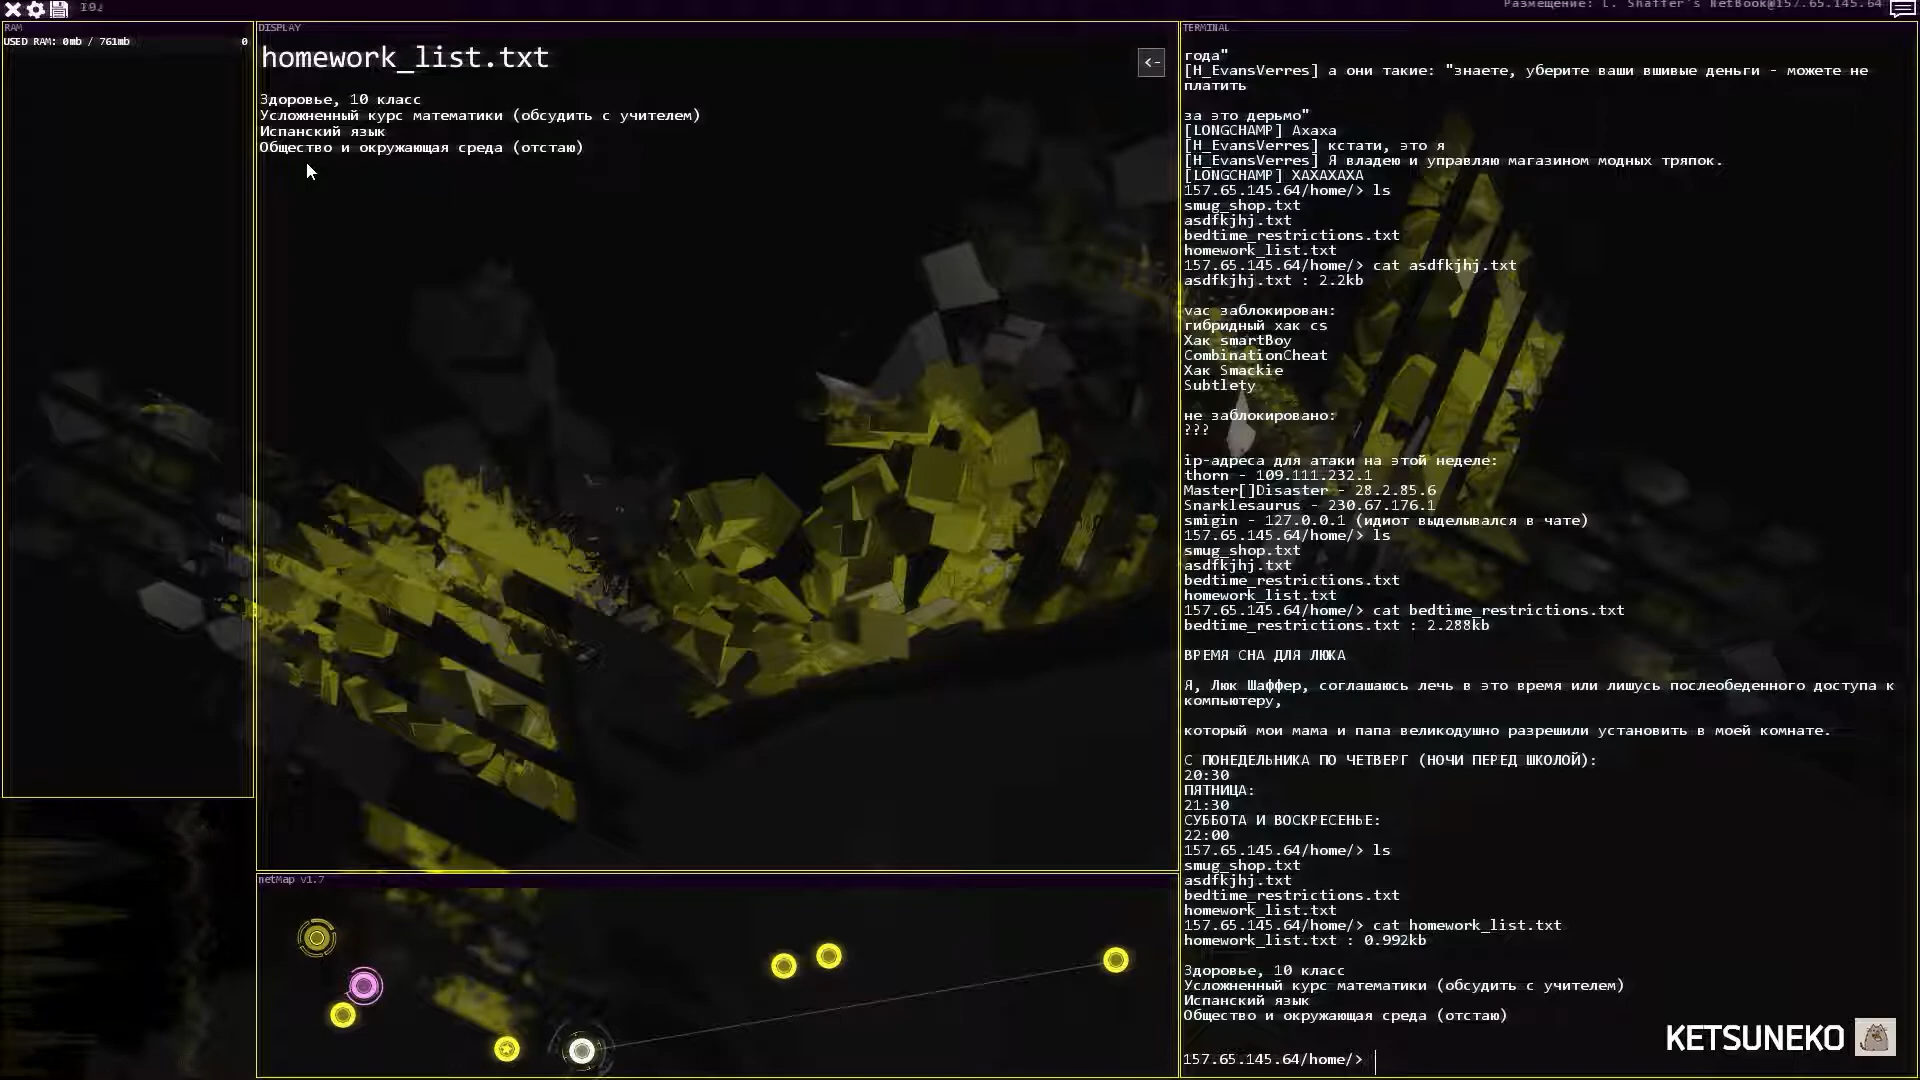 RAM
USED RAM: 0mb / 761mb 0
DISPLAY
homework_list.txt
<-
Здоровье, 10 класс
Усложненный курс математики (обсудить с учителем)
Испанский язык
Общество и окружающая среда (отстаю)
netMap v1.7
Размещение: L. Shaffer's NetBook@157.65.145.64
TERMINAL
года"
[H_EvansVerres] а они такие: "знаете, уберите ваши вшивые деньги - можете не
платить
за это дерьмо"
[LONGCHAMP] Ахаха
[H_EvansVerres] кстати, это я
[H_EvansVerres] Я владею и управляю магазином модных тряпок.
[LONGCHAMP] ХАХАХАХА
157.65.145.64/home/> ls
smug_shop.txt
asdfkjhj.txt
bedtime_restrictions.txt
homework_list.txt
157.65.145.64/home/> cat asdfkjhj.txt
asdfkjhj.txt : 2.2kb
vac заблокирован:
гибридный хак cs
Хак smartBoy
CombinationCheat
Хак Smackie
Subtlety
не заблокировано:
???
ip-адреса для атаки на этой неделе:
thorn - 109.111.232.1
Master[]Disaster - 28.2.85.6
Snarklesaurus - 230.67.176.1
smigin - 127.0.0.1 (идиот выделывался в чате)
157.65.145.64/home/> ls
smug_shop.txt
asdfkjhj.txt
bedtime_restrictions.txt
homework_list.txt
157.65.145.64/home/> cat bedtime_restrictions.txt
bedtime_restrictions.txt : 2.288kb
ВРЕМЯ СНА ДЛЯ ЛЮКА
Я, Люк Шаффер, соглашаюсь лечь в это время или лишусь послеобеденного доступа к
компьютеру,
который мои мама и папа великодушно разрешили установить в моей комнате.
С ПОНЕДЕЛЬНИКА ПО ЧЕТВЕРГ (НОЧИ ПЕРЕД ШКОЛОЙ):
20:30
ПЯТНИЦА:
21:30
СУББОТА И ВОСКРЕСЕНЬЕ:
22:00
157.65.145.64/home/> ls
smug_shop.txt
asdfkjhj.txt
bedtime_restrictions.txt
homework_list.txt
157.65.145.64/home/> cat homework_list.txt
homework_list.txt : 0.992kb
Здоровье, 10 класс
Усложненный курс математики (обсудить с учителем)
Испанский язык
Общество и окружающая среда (отстаю)
157.65.145.64/home/>
KETSUNEKO